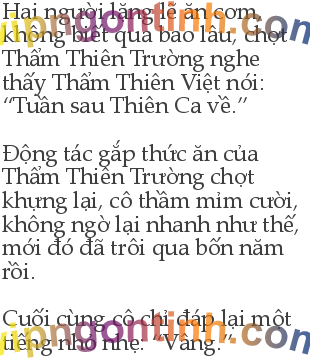 Hai người lặng lẽ ăn cơm,
không biết qua bao lâu, chợt
Thẩm Thiên Trường nghe
thấy Thẩm Thiên Việt nói:
“Tuần sau Thiên Ca về.”
Động tác gắp thức ăn của
Thẩm Thiên Trường chợt
khựng lại, cô thầm mỉm cười,
không ngờ lại nhanh như thế,
mới đó đã trôi qua bốn năm
rồi.
Cuối cùng cô chỉ đáp lại một
tiếng nho nhỏ: “Vâng.”
vipngontinh.com
vipngontinh.com